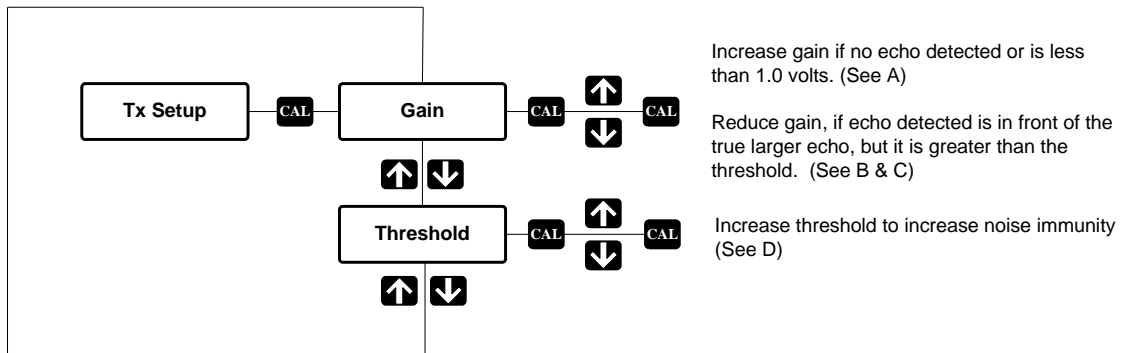 Increase gain if no echo detected or is less
than 1.0 volts. (See A)
Tx Setup
CAL
Gain
CAL
CAL
Reduce gain, if echo detected is in front of the
true larger echo, but it is greater than the
threshold.  (See B & C)
Threshold
CAL
CAL
Increase threshold to increase noise immunity
(See D)